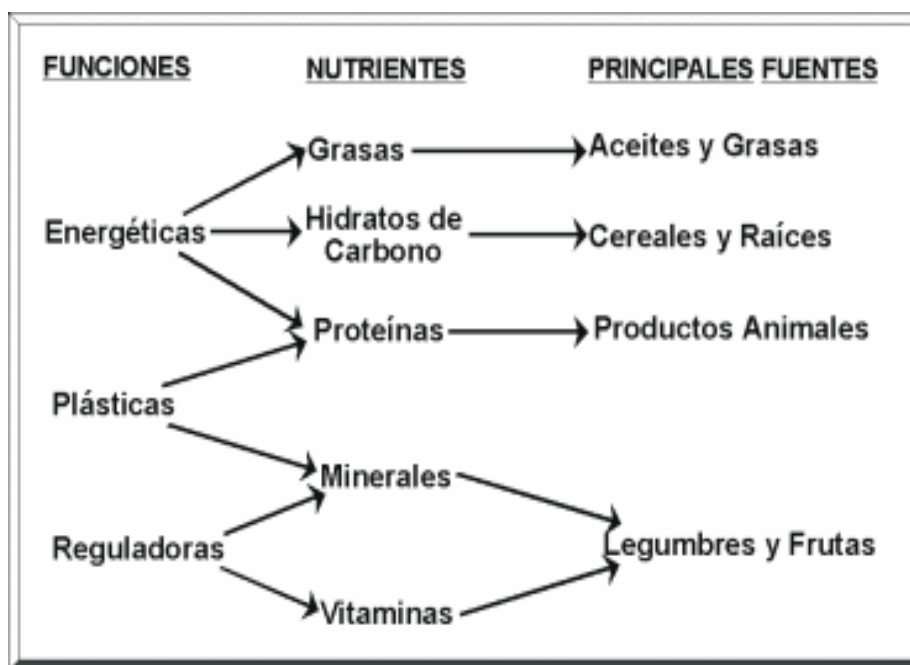 FUNCIONES NUTRIENTES PRINCIPALES FUENTES
Grasas Aceites y Grasas
Energéticas Hidratos de
Carbono Cereales y Raíces
Proteínas Productos Animales
Plásticas
Minerales
Reguladoras Legumbres y Frutas
Vitaminas